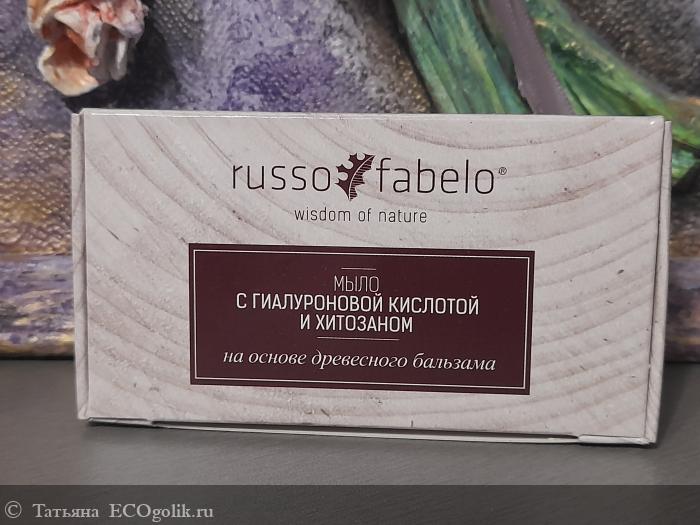 russo fabelo®
wisdom of nature
МЫЛО
С ГИАЛУРОНОВОЙ КИСЛОТОЙ
И ХИТОЗАНОМ
на основе древесного бальзама
© Татьяна ECOgolik.ru